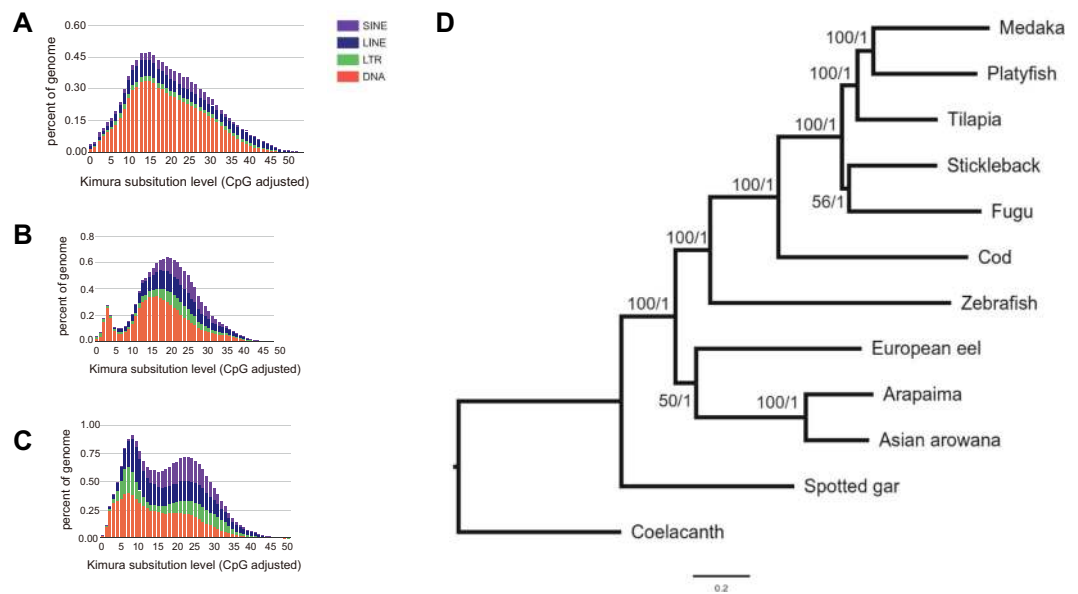 A
percent of genome
0.60
0.45
0.30
0.15
0.00
0 5 10 15 20 25 30 35 40 45 50
Kimura subsitution level (CpG adjusted)
SINE
LINE
LTR
DNA
B
percent of genome
0.8
0.6
0.4
0.2
0.0
0 5 10 15 20 25 30 35 40 45 50
Kimura subsitution level (CpG adjusted)
C
percent of genome
1.00
0.75
0.50
0.25
0.00
0 5 10 15 20 25 30 35 40 45 50
Kimura subsitution level (CpG adjusted)
D
Medaka
100/1
Platyfish
100/1
Tilapia
100/1
Stickleback
56/1
Fugu
100/1
Cod
100/1
Zebrafish
100/1
European eel
50/1
Arapaima
100/1
Asian arowana
Spotted gar
Coelacanth
0.2